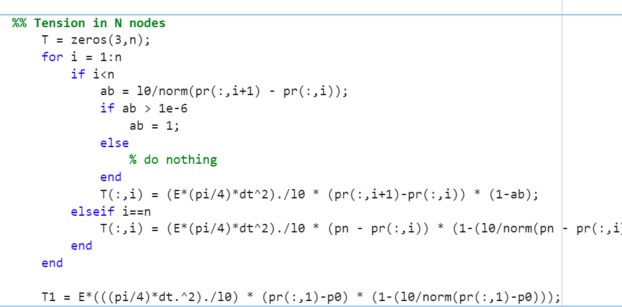 %% Tension in N nodes
T = zeros(3,n);
for i = 1:n
if i<n
ab = l0/norm(pr(:,i+1) - pr(:,i));
if ab > 1e-6
ab = 1;
else
% do nothing
end
T(:,i) = (E*(pi/4)*dt^2)./l0 * (pr(:,i+1)-pr(:,i)) * (1-ab);
elseif i==n
T(:,i) = (E*(pi/4)*dt^2)./l0 * (pn - pr(:,i)) * (1-(l0/norm(pn - pr(:,i
end
end
T1 = E*(((pi/4)*dt.^2)./l0) * (pr(:,1)-p0) * (1-(l0/norm(pr(:,1)-p0)));